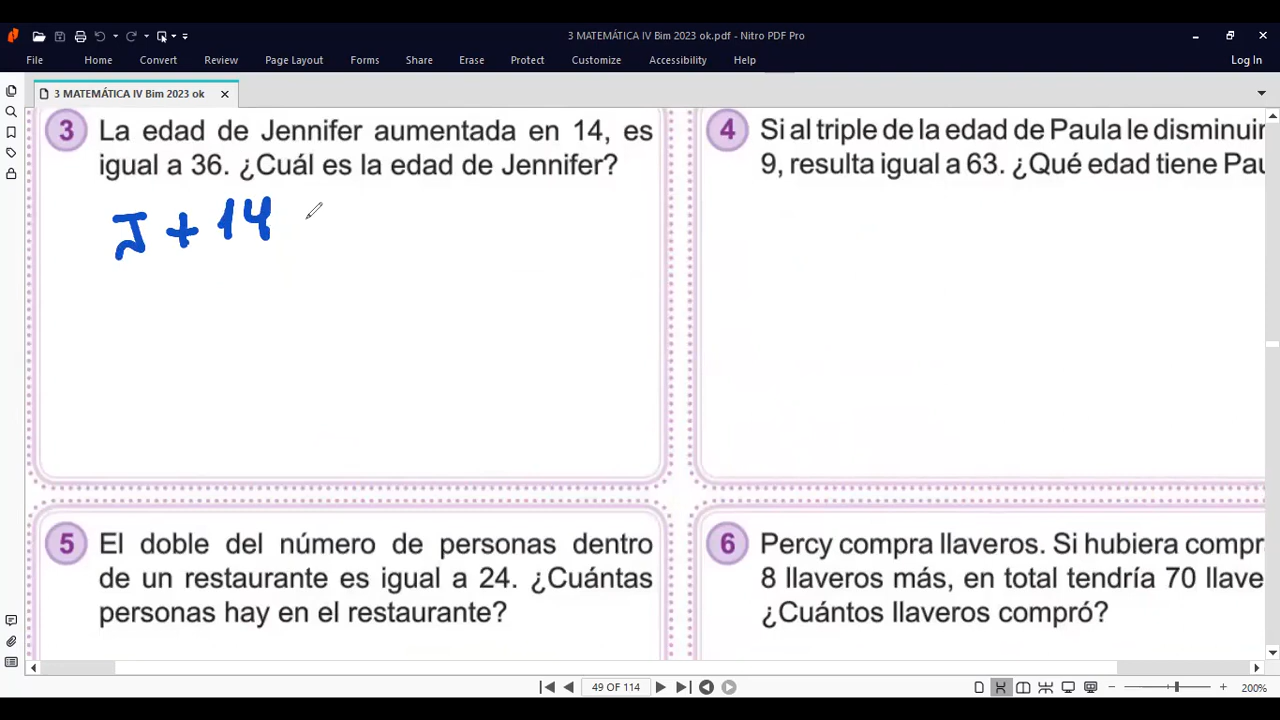 3 MATEMÁTICA IV Bim 2023 ok.pdf - Nitro PDF Pro
File Home Convert Review Page Layout Forms Share Erase Protect Customize Accessibility Help Log In
3 MATEMÁTICA IV Bim 2023 ok
3 La edad de Jennifer aumentada en 14, es
igual a 36. ¿Cuál es la edad de Jennifer?
J + 14
4 Si al triple de la edad de Paula le disminuir
9, resulta igual a 63. ¿Qué edad tiene Pau
5 El doble del número de personas dentro
de un restaurante es igual a 24. ¿Cuántas
personas hay en el restaurante?
6 Percy compra llaveros. Si hubiera compr
8 llaveros más, en total tendría 70 llave
¿Cuántos llaveros compró?
49 OF 114
200%